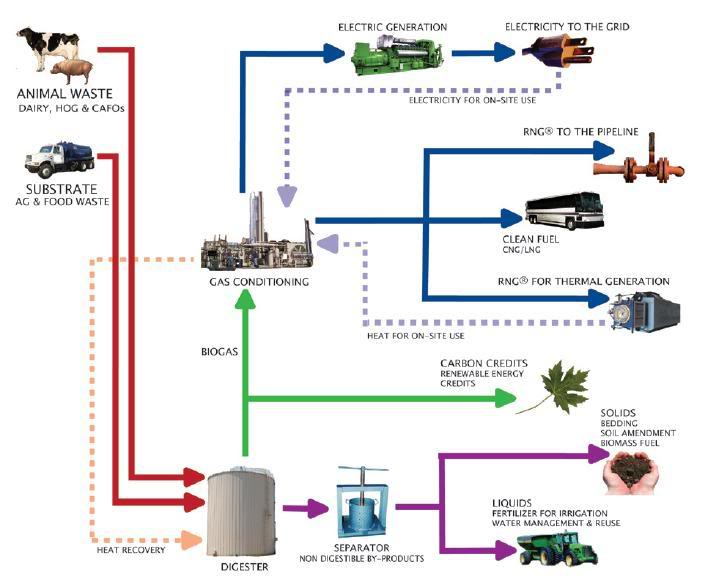 ELECTRIC GENERATION
ELECTRICITY TO THE GRID
ANIMAL WASTE
DAIRY, HOG & CAFOs
ELECTRICITY FOR ON-SITE USE
RNG® TO THE PIPELINE
SUBSTRATE
AG & FOOD WASTE
CLEAN FUEL
CNG/LNG
GAS CONDITIONING
RNG® FOR THERMAL GENERATION
HEAT FOR ON-SITE USE
BIOGAS
CARBON CREDITS
RENEWABLE ENERGY
CREDITS
SOLIDS
BEDDING
SOIL AMENDMENT
BIOMASS FUEL
LIQUIDS
FERTILIZER FOR IRRIGATION
WATER MANAGEMENT & REUSE
HEAT RECOVERY
SEPARATOR
NON DIGESTIBLE BY-PRODUCTS
DIGESTER